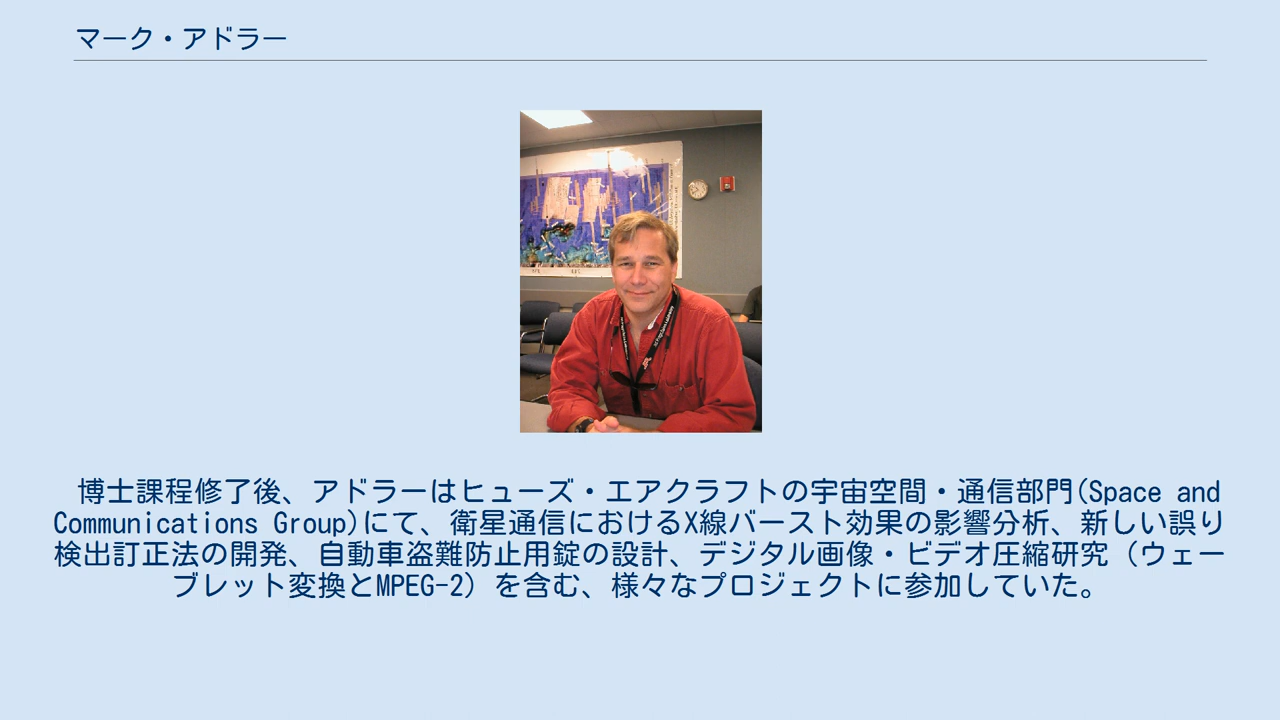 マーク・アドラー
博士課程修了後、アドラーはヒューズ・エアクラフトの宇宙空間・通信部門(Space and
Communications Group)にて、衛星通信におけるX線バースト効果の影響分析、新しい誤り
検出訂正法の開発、自動車盗難防止用錠の設計、デジタル画像・ビデオ圧縮研究（ウェー
ブレット変換とMPEG-2）を含む、様々なプロジェクトに参加していた。